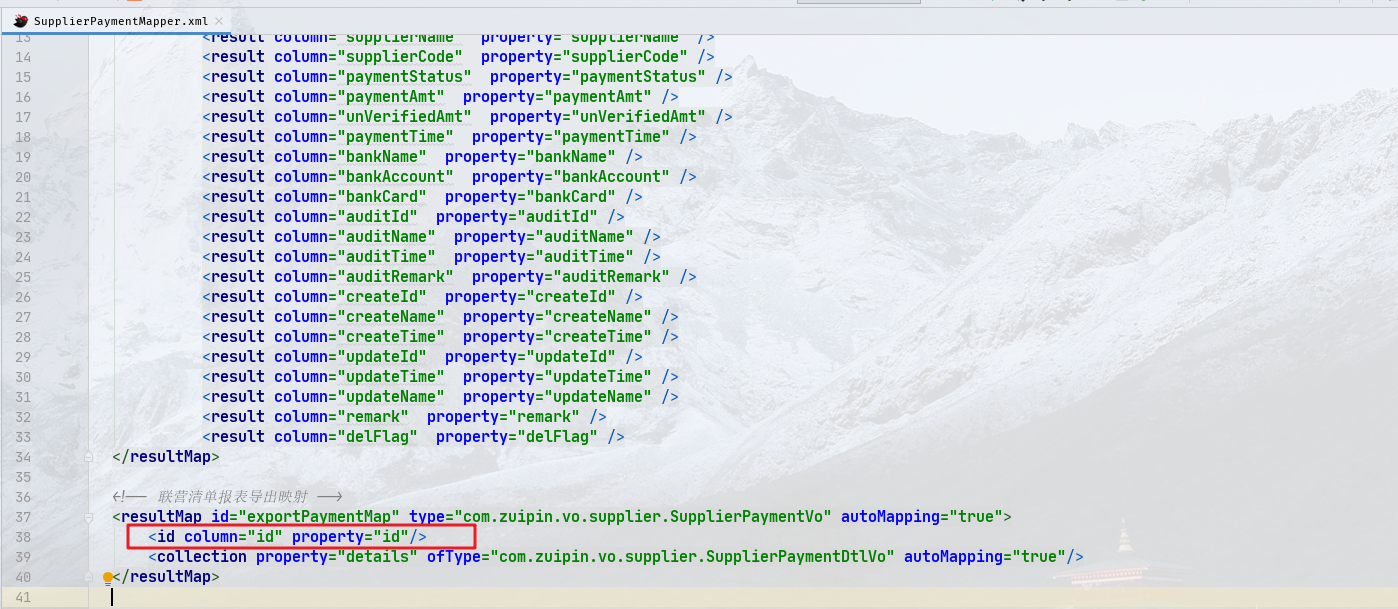 SupplierPaymentMapper.xml
13 <result column="supplierName"  property="supplierName" />
14 <result column="supplierCode"  property="supplierCode" />
15 <result column="paymentStatus"  property="paymentStatus" />
16 <result column="paymentAmt"  property="paymentAmt" />
17 <result column="unVerifiedAmt"  property="unVerifiedAmt" />
18 <result column="paymentTime"  property="paymentTime" />
19 <result column="bankName"  property="bankName" />
20 <result column="bankAccount"  property="bankAccount" />
21 <result column="bankCard"  property="bankCard" />
22 <result column="auditId"  property="auditId" />
23 <result column="auditName"  property="auditName" />
24 <result column="auditTime"  property="auditTime" />
25 <result column="auditRemark"  property="auditRemark" />
26 <result column="createId"  property="createId" />
27 <result column="createName"  property="createName" />
28 <result column="createTime"  property="createTime" />
29 <result column="updateId"  property="updateId" />
30 <result column="updateTime"  property="updateTime" />
31 <result column="updateName"  property="updateName" />
32 <result column="remark"  property="remark" />
33 <result column="delFlag"  property="delFlag" />
34 </resultMap>
35
36 <!-- 联营清单报表导出映射 -->
37 <resultMap id="exportPaymentMap" type="com.zuipin.vo.supplier.SupplierPaymentVo" autoMapping="true">
38 <id column="id" property="id"/>
39 <collection property="details" ofType="com.zuipin.vo.supplier.SupplierPaymentDtlVo" autoMapping="true"/>
40 </resultMap>
41